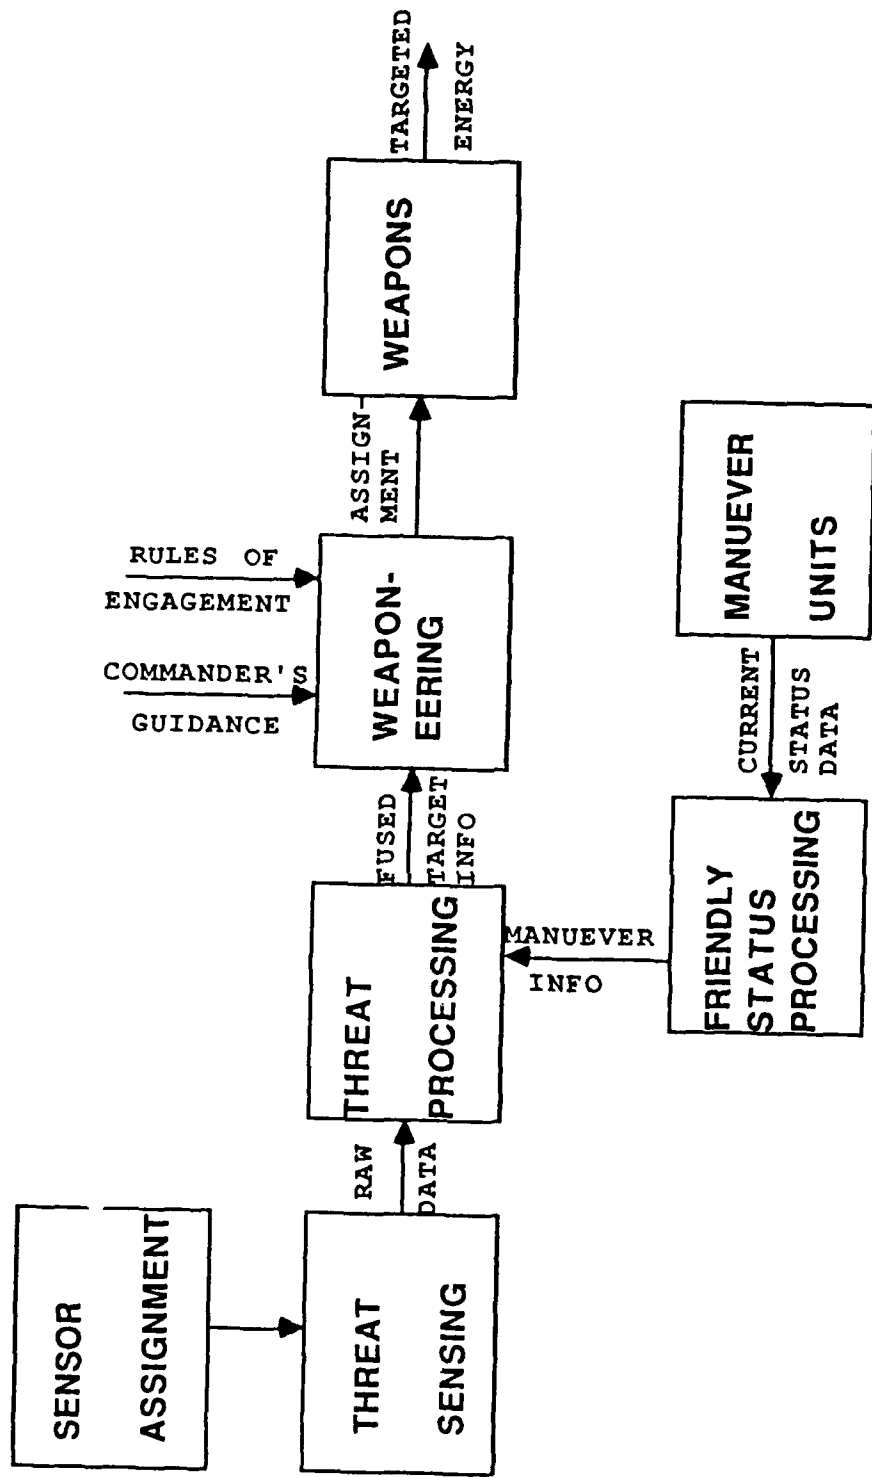 SENSOR
ASSIGNMENT
THREAT
SENSING
RAW
DATA
THREAT
PROCESSING
FUSED
TARGET
INFO
COMMANDER'S
GUIDANCE
RULES OF
ENGAGEMENT
WEAPON-
EERING
ASSIGN-
MENT
WEAPONS
TARGETED
ENERGY
MANUEVER
INFO
FRIENDLY
STATUS
PROCESSING
CURRENT
STATUS
DATA
MANUEVER
UNITS